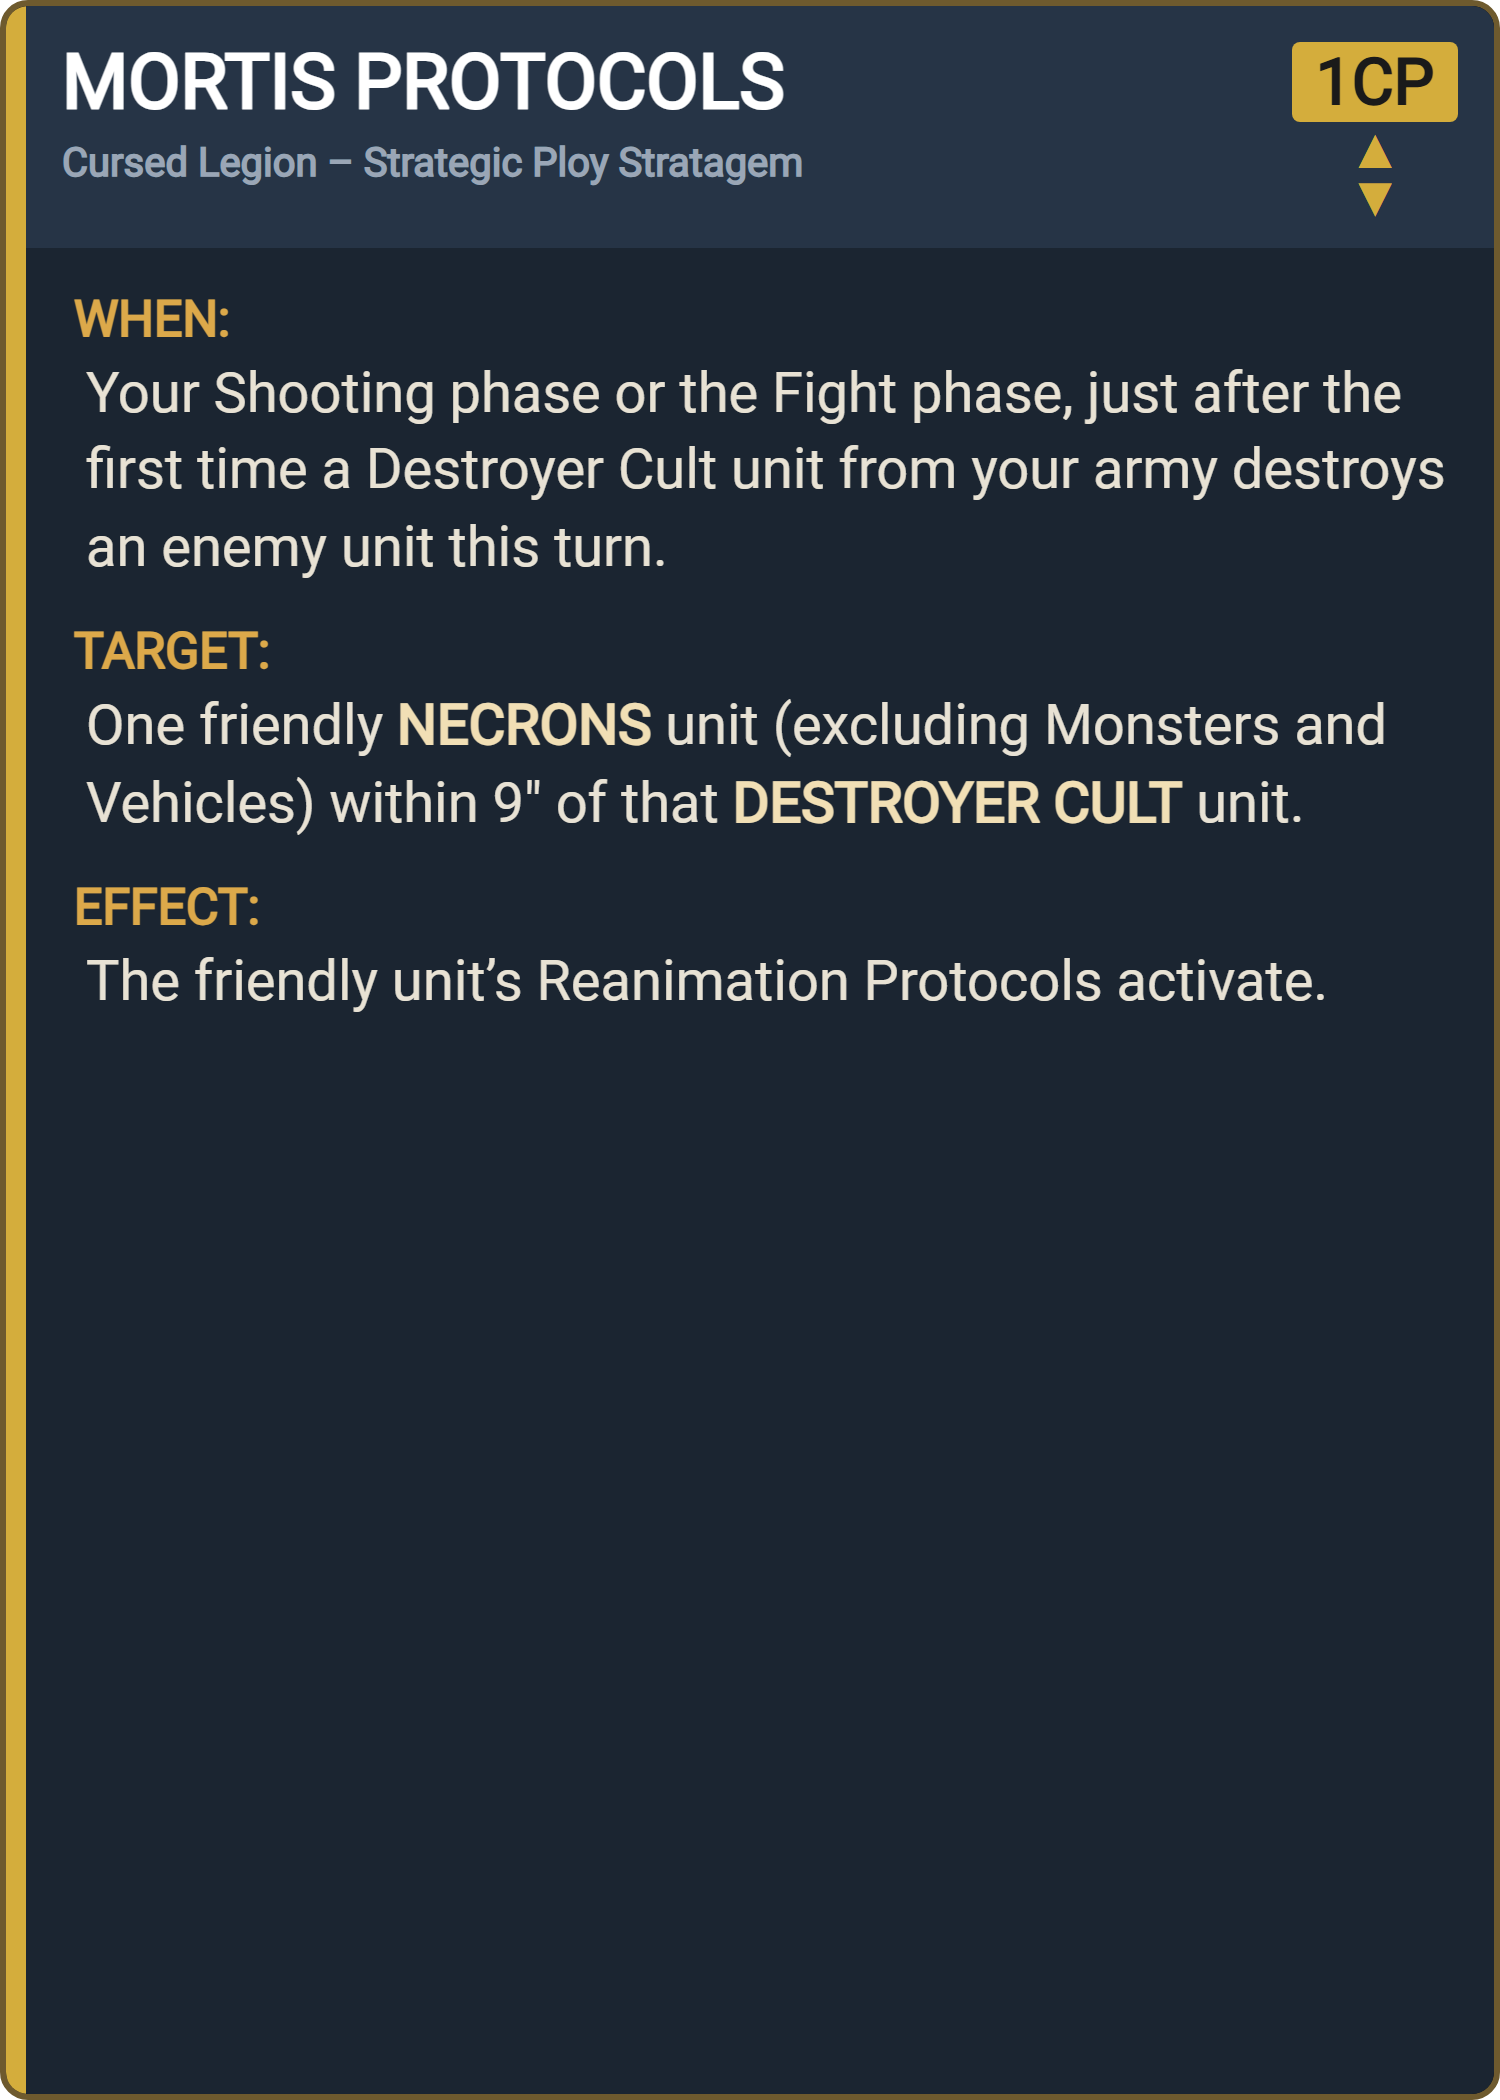 MORTIS PROTOCOLS
1CP
Cursed Legion – Strategic Ploy Stratagem
WHEN:
Your Shooting phase or the Fight phase, just after the
first time a Destroyer Cult unit from your army destroys
an enemy unit this turn.
TARGET:
One friendly NECRONS unit (excluding Monsters and
Vehicles) within 9" of that DESTROYER CULT unit.
EFFECT:
The friendly unit’s Reanimation Protocols activate.